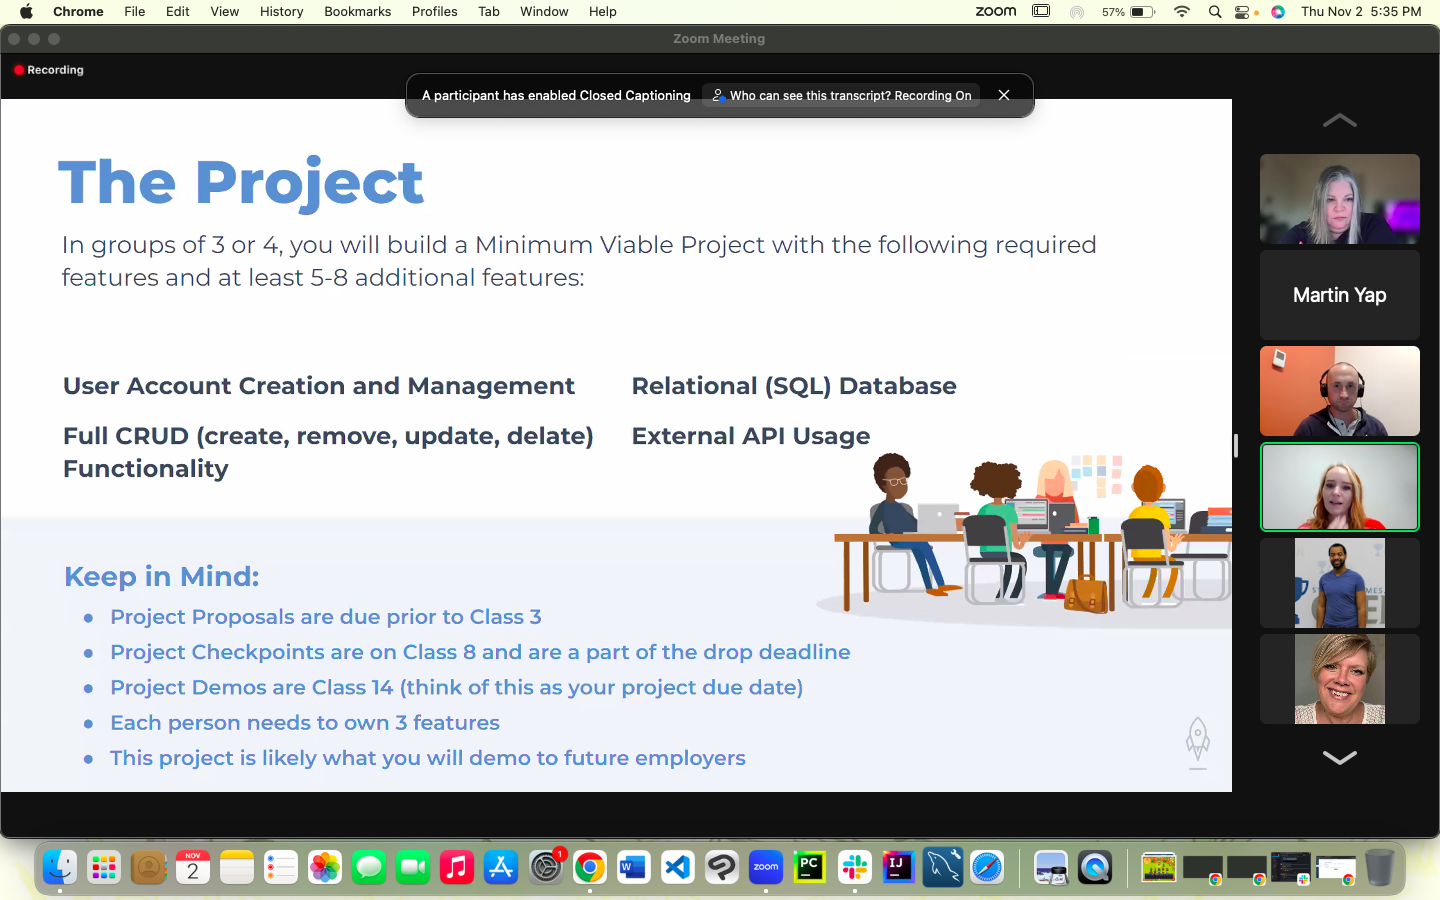 Chrome File Edit View History Bookmarks Profiles Tab Window Help zoom 57% Thu Nov 2 5:35 PM
Zoom Meeting
Recording
A participant has enabled Closed Captioning Who can see this transcript? Recording On
The Project
In groups of 3 or 4, you will build a Minimum Viable Project with the following required
features and at least 5-8 additional features:
User Account Creation and Management
Full CRUD (create, remove, update, delate)
Functionality
Relational (SQL) Database
External API Usage
Keep in Mind:
● Project Proposals are due prior to Class 3
● Project Checkpoints are on Class 8 and are a part of the drop deadline
● Project Demos are Class 14 (think of this as your project due date)
● Each person needs to own 3 features
● This project is likely what you will demo to future employers
Martin Yap
NOV
2
1
W
zoom
PC
IJ